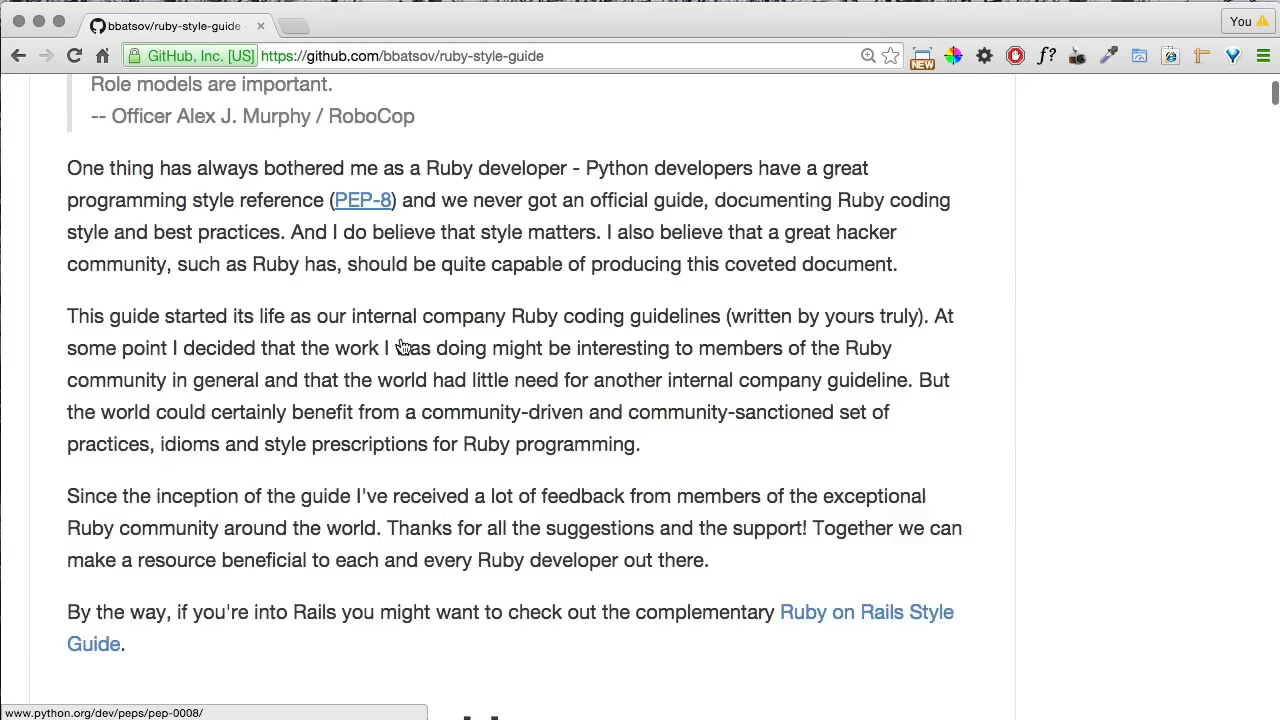 bbatsov/ruby-style-guide
You
GitHub, Inc. [US] https://github.com/bbatsov/ruby-style-guide
NEW
f?
Role models are important.
-- Officer Alex J. Murphy / RoboCop
One thing has always bothered me as a Ruby developer - Python developers have a great
programming style reference (PEP-8) and we never got an official guide, documenting Ruby coding
style and best practices. And I do believe that style matters. I also believe that a great hacker
community, such as Ruby has, should be quite capable of producing this coveted document.
This guide started its life as our internal company Ruby coding guidelines (written by yours truly). At
some point I decided that the work I was doing might be interesting to members of the Ruby
community in general and that the world had little need for another internal company guideline. But
the world could certainly benefit from a community-driven and community-sanctioned set of
practices, idioms and style prescriptions for Ruby programming.
Since the inception of the guide I've received a lot of feedback from members of the exceptional
Ruby community around the world. Thanks for all the suggestions and the support! Together we can
make a resource beneficial to each and every Ruby developer out there.
By the way, if you're into Rails you might want to check out the complementary Ruby on Rails Style
Guide.
www.python.org/dev/peps/pep-0008/